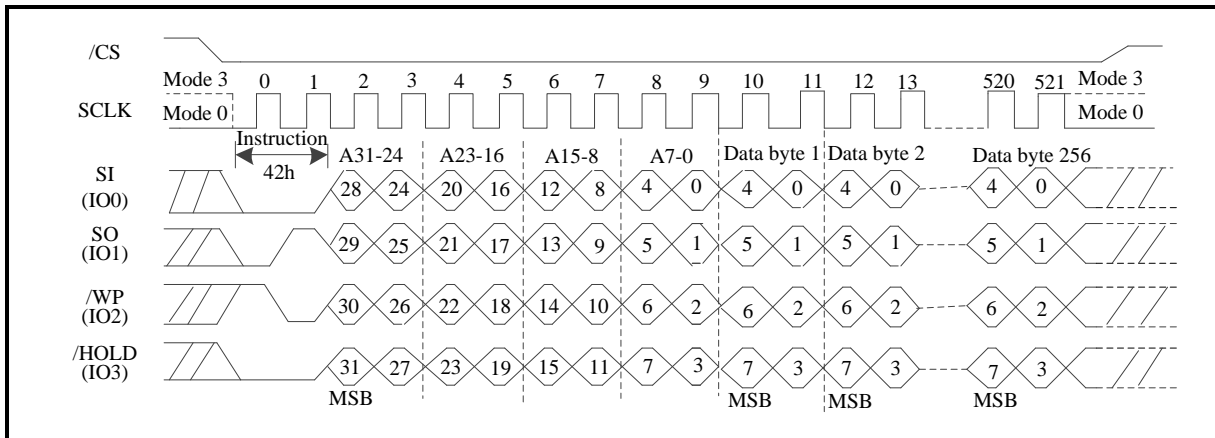 /CS
Mode 3 0 1 2 3 4 5 6 7 8 9 10 11 12 13 520 521 Mode 3
SCLK Mode 0 Mode 0
Instruction
42h
A31-24 A23-16 A15-8 A7-0 Data byte 1 Data byte 2 Data byte 256
SI
(IO0)
28 24 20 16 12 8 4 0 4 0 4 0 4 0
SO
(IO1)
29 25 21 17 13 9 5 1 5 1 5 1 5 1
/WP
(IO2)
30 26 22 18 14 10 6 2 6 2 6 2 6 2
/HOLD
(IO3)
31 27 23 19 15 11 7 3 7 3 7 3 7 3
MSB MSB MSB MSB